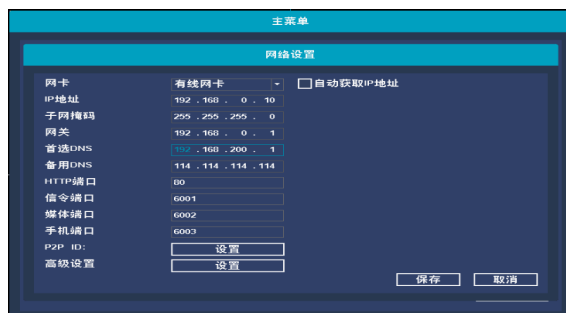 主菜单
网络设置
网卡 有线网卡 自动获取IP地址
IP地址 192 . 168 . 0 . 10
子网掩码 255 . 255 . 255 . 0
网关 192 . 168 . 0 . 1
首选DNS 192 . 168 . 200 . 1
备用DNS 114 . 114 . 114 . 114
HTTP端口 80
信令端口 6001
媒体端口 6002
手机端口 6003
P2P ID: 设置
高级设置 设置
保存 取消